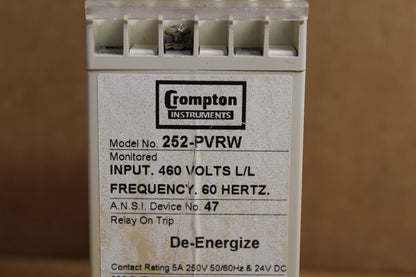 Crompton
INSTRUMENTS
Model No. 252-PVRW
Monitored
INPUT. 460 VOLTS L/L
FREQUENCY. 60 HERTZ.
A.N.S.I. Device No. 47
Relay On Trip
De-Energize
Contact Rating 5A 250V 50/60Hz & 24V DC